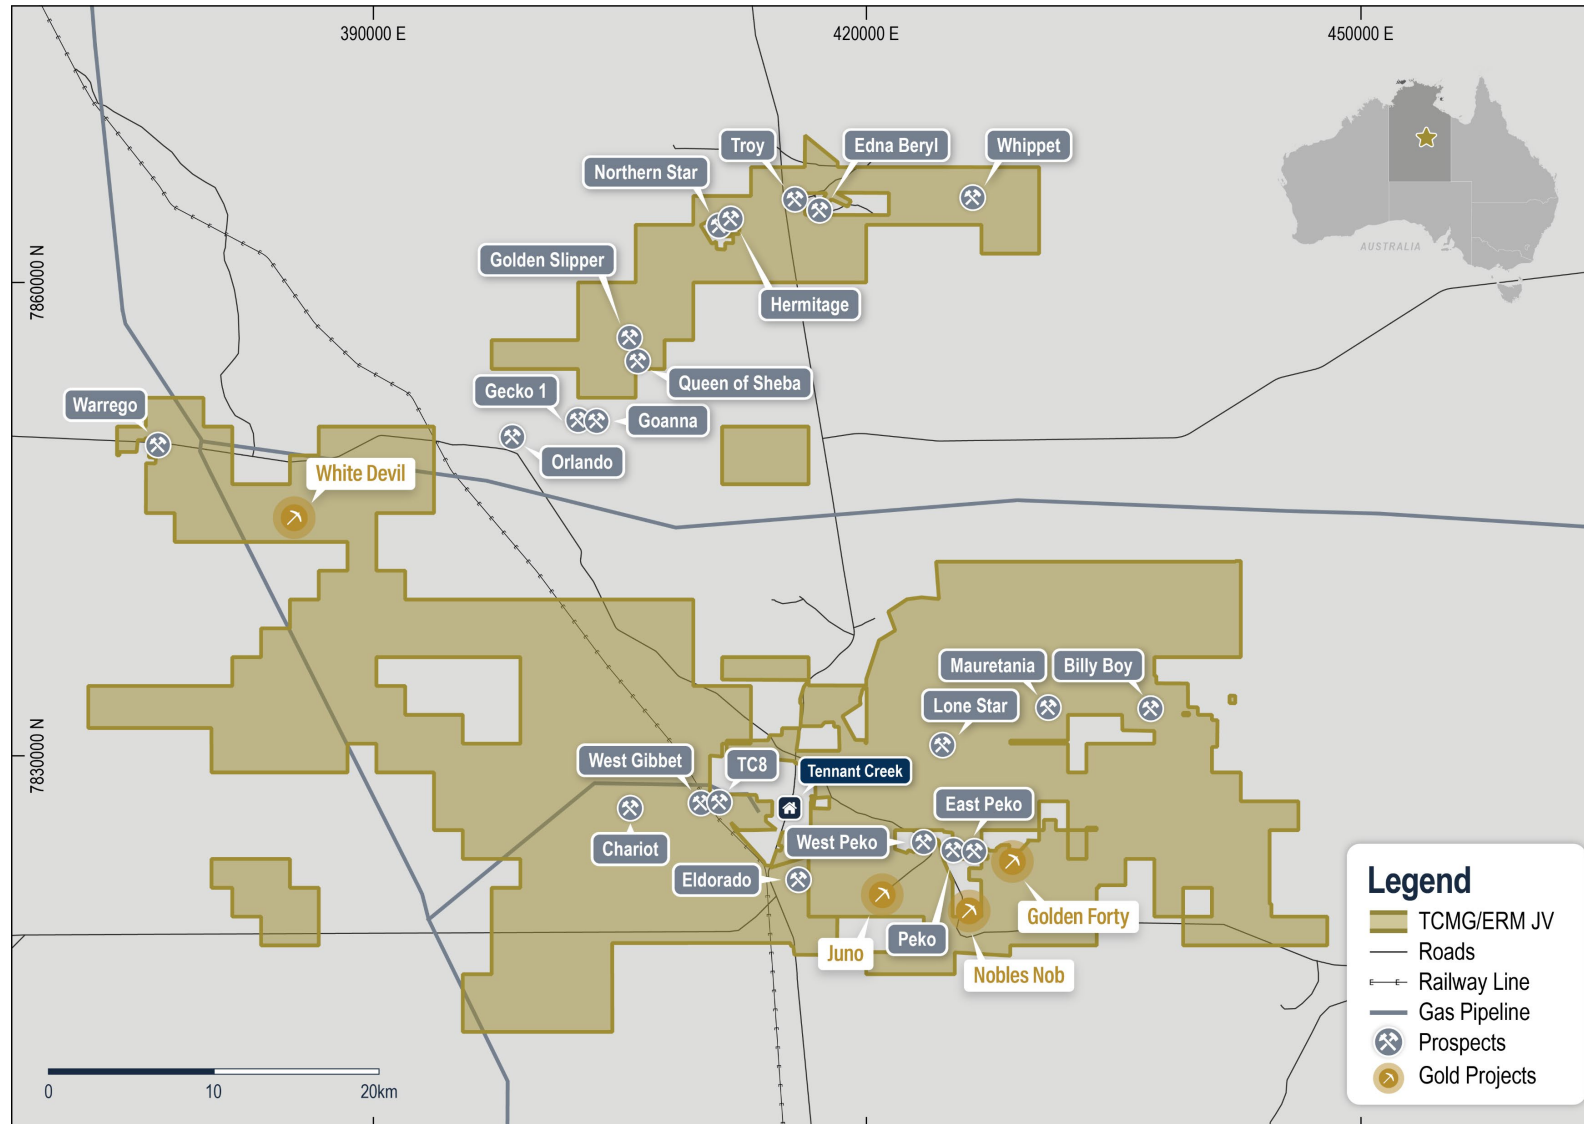 390000 E
420000 E
450000 E
7860000 N
7830000 N
AUSTRALIA
Troy
Edna Beryl
Whippet
Northern Star
Golden Slipper
Hermitage
Queen of Sheba
Gecko 1
Goanna
Warrego
Orlando
White Devil
Mauretania
Billy Boy
Lone Star
West Gibbet
TC8
Tennant Creek
East Peko
West Peko
Chariot
Eldorado
Golden Forty
Peko
Juno
Nobles Nob
Legend
TCMG/ERM JV
Roads
Railway Line
Gas Pipeline
Prospects
Gold Projects
0
10
20km